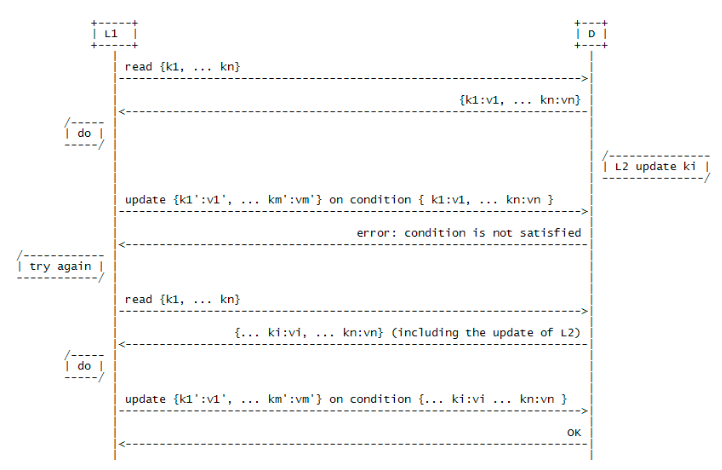 L1 D
read {k1, ... kn}
{k1:v1, ... kn:vn}
do
L2 update ki
update {k1':v1', ... km':vm'} on condition { k1:v1, ... kn:vn }
error: condition is not satisfied
try again
read {k1, ... kn}
{... ki:vi, ... kn:vn} (including the update of L2)
do
update {k1':v1', ... km':vm'} on condition {... ki:vi ... kn:vn }
OK